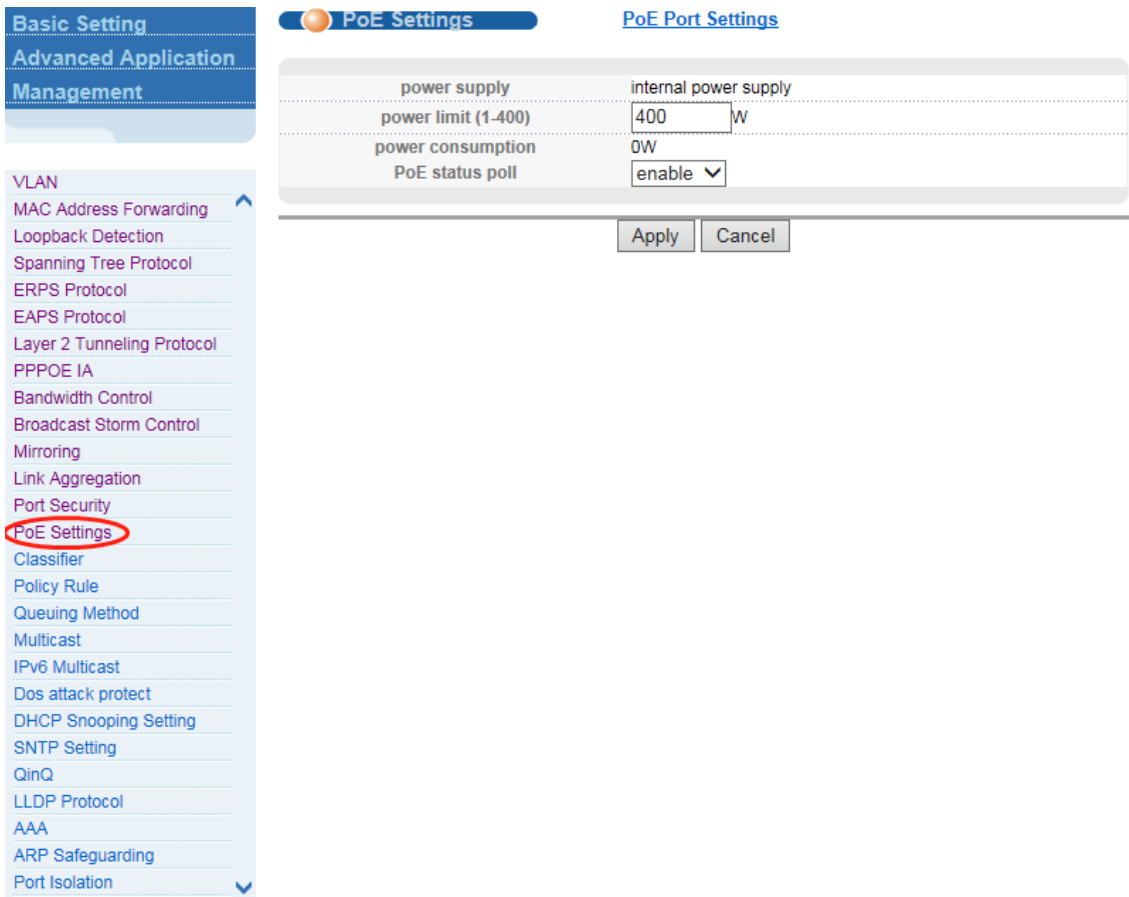 Basic Setting
Advanced Application
Management
VLAN
MAC Address Forwarding
Loopback Detection
Spanning Tree Protocol
ERPS Protocol
EAPS Protocol
Layer 2 Tunneling Protocol
PPPOE IA
Bandwidth Control
Broadcast Storm Control
Mirroring
Link Aggregation
Port Security
PoE Settings
Classifier
Policy Rule
Queuing Method
Multicast
IPv6 Multicast
Dos attack protect
DHCP Snooping Setting
SNTP Setting
QinQ
LLDP Protocol
AAA
ARP Safeguarding
Port Isolation
PoE Settings PoE Port Settings
power supply internal power supply
power limit (1-400) 400 W
power consumption 0W
PoE status poll enable
Apply Cancel